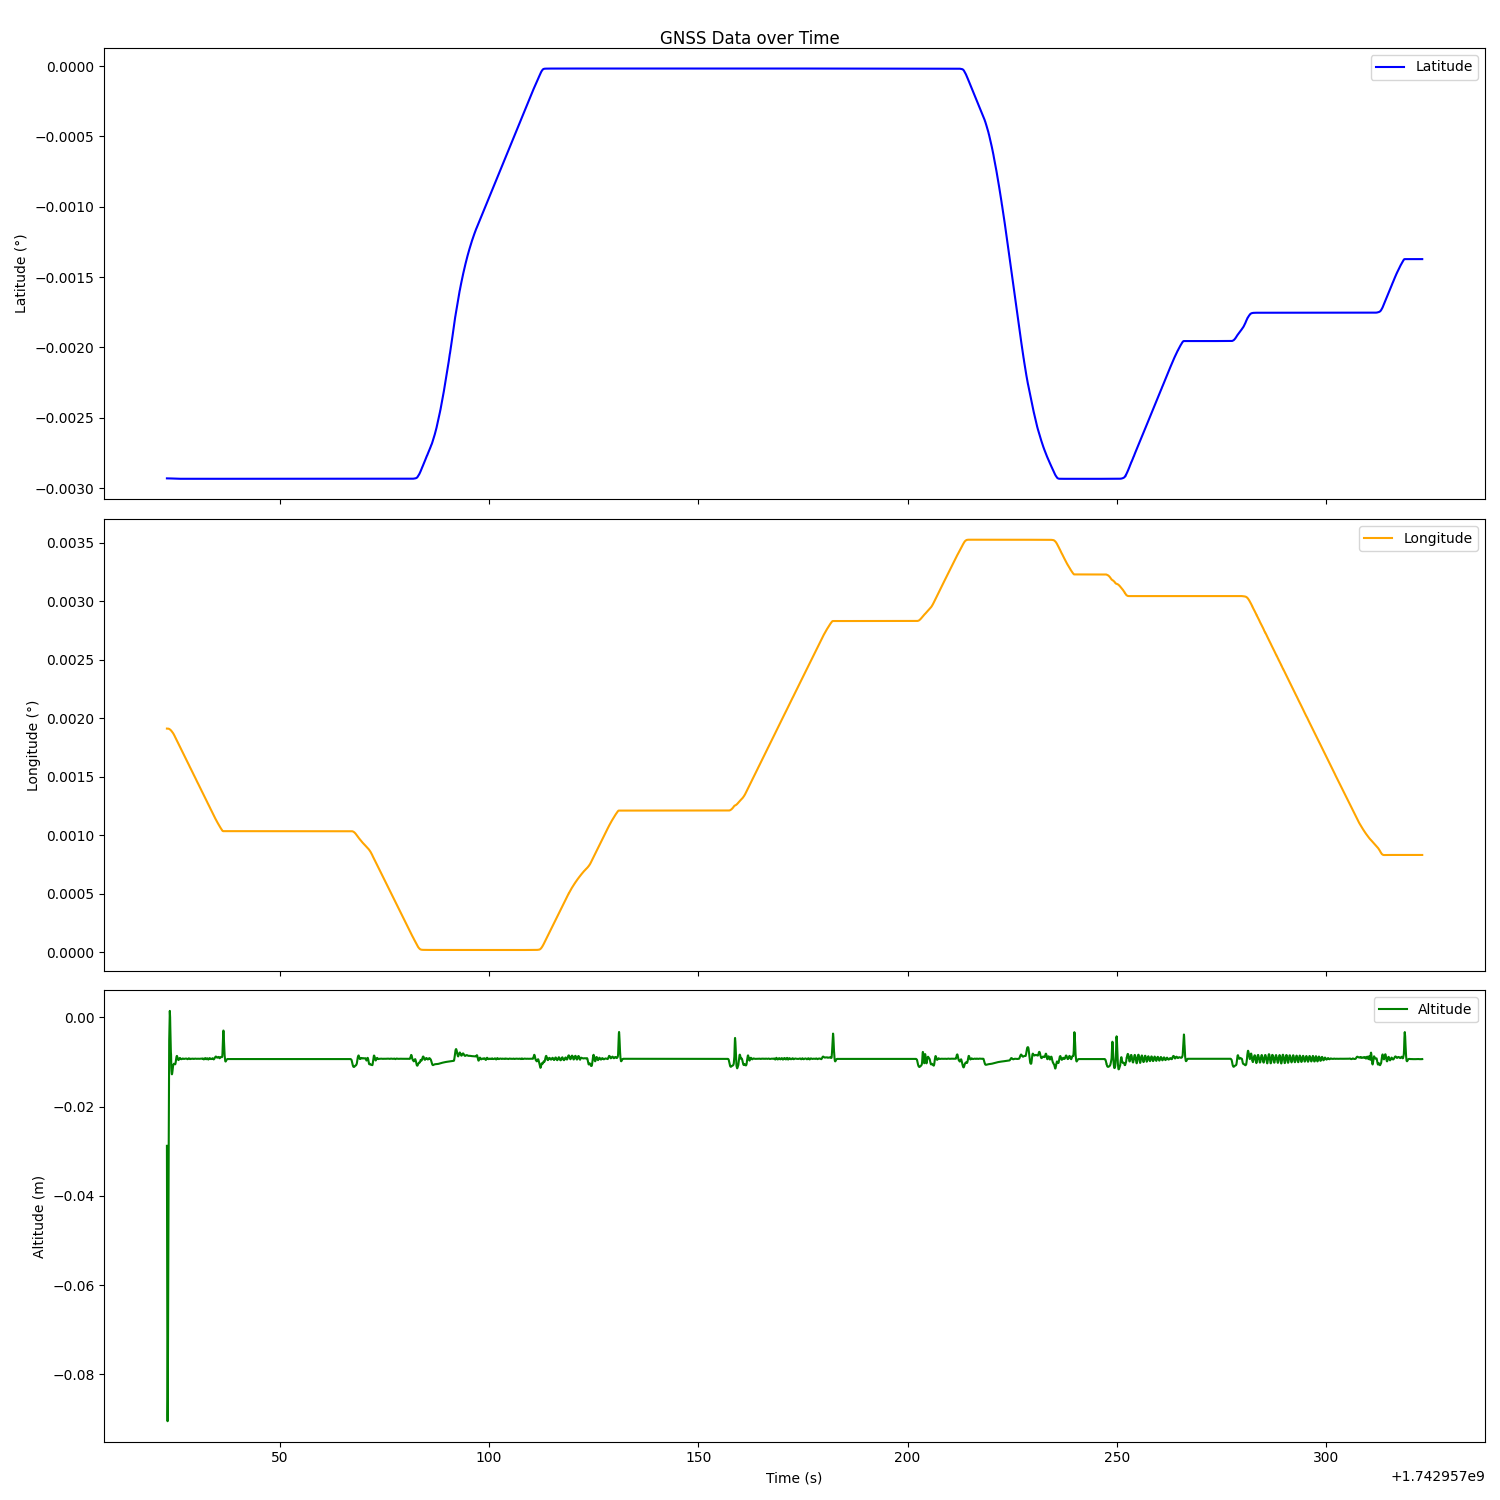 GNSS Data over Time
0.0000
−0.0005
−0.0010
−0.0015
−0.0020
−0.0025
−0.0030
Latitude (°)
Latitude
0.0035
0.0030
0.0025
0.0020
0.0015
0.0010
0.0005
0.0000
Longitude (°)
Longitude
0.00
−0.02
−0.04
−0.06
−0.08
Altitude (m)
Altitude
50 100 150 200 250 300
Time (s)
+1.742957e9